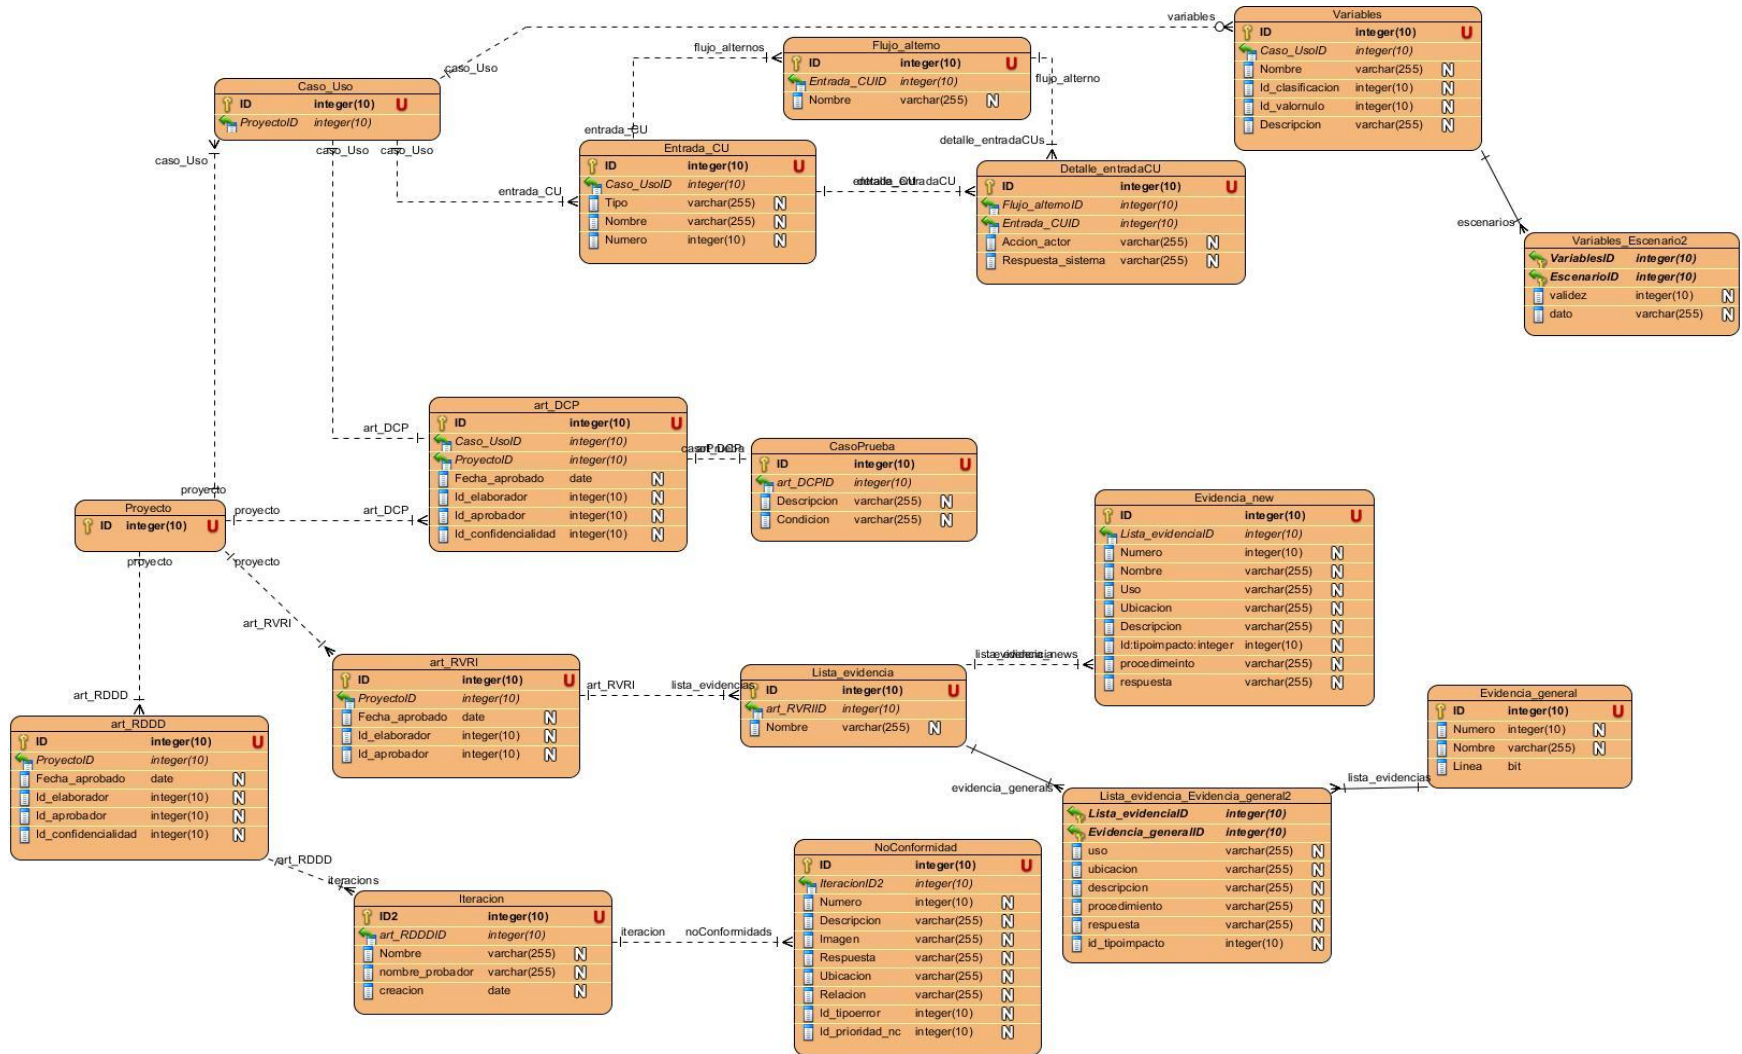 variables
caso_Uso
Variables
ID integer(10) U
Caso_UsoID integer(10)
Nombre varchar(255) N
Id_clasificacion integer(10) N
Id_valornulo integer(10) N
Descripcion varchar(255) N
flujo_alternos
Flujo_alterno
ID integer(10) U
Entrada_CUID integer(10)
Nombre varchar(255) N
flujo_alterno
Caso_Uso
ID integer(10) U
ProyectoID integer(10)
caso_Uso
caso_Uso
caso_Uso
entrada_CU
entrada_CU
Entrada_CU
ID integer(10) U
Caso_UsoID integer(10)
Tipo varchar(255) N
Nombre varchar(255) N
Numero integer(10) N
detalle_entradaCUs
Detalle_entradaCU
ID integer(10) U
Flujo_alternoID integer(10)
Entrada_CUID integer(10)
Accion_actor varchar(255) N
Respuesta_sistema varchar(255) N
escenarios
Variables_Escenario2
VariablesID integer(10)
EscenarioID integer(10)
validez integer(10) N
dato varchar(255) N
art_DCP
art_DCP
ID integer(10) U
Caso_UsoID integer(10)
ProyectoID integer(10)
Fecha_aprobado date N
Id_elaborador integer(10) N
Id_aprobador integer(10) N
Id_confidencialidad integer(10) N
CasoPrueba
ID integer(10) U
art_DCPID integer(10)
Descripcion varchar(255) N
Condicion varchar(255) N
proyecto
Proyecto
ID integer(10) U
proyecto
art_DCP
proyecto
proyecto
art_RVRI
Evidencia_new
ID integer(10) U
Lista_evidenciaID integer(10)
Numero integer(10) N
Nombre varchar(255) N
Uso varchar(255) N
Ubicacion varchar(255) N
Descripcion varchar(255) N
Id:tipoimpacto:integer integer(10) N
procedimeinto varchar(255) N
respuesta varchar(255) N
art_RVRI
ID integer(10) U
ProyectoID integer(10)
Fecha_aprobado date N
Id_elaborador integer(10) N
Id_aprobador integer(10) N
art_RVRI
lista_evidencias
Lista_evidencia
ID integer(10) U
art_RVRIID integer(10)
Nombre varchar(255) N
Evidencia_general
ID integer(10) U
Numero integer(10) N
Nombre varchar(255) N
Linea bit
art_RDDD
art_RDDD
ID integer(10) U
ProyectoID integer(10)
Fecha_aprobado date N
Id_elaborador integer(10) N
Id_aprobador integer(10) N
Id_confidencialidad integer(10) N
evidencia_generals
lista_evidencias
Lista_evidencia_Evidencia_general2
Lista_evidenciaID integer(10)
Evidencia_generalID integer(10)
uso varchar(255) N
ubicacion varchar(255) N
descripcion varchar(255) N
procedimiento varchar(255) N
respuesta varchar(255) N
id_tipoimpacto integer(10) N
art_RDDD
iteracions
Iteracion
ID2 integer(10) U
art_RDDDID integer(10)
Nombre varchar(255) N
nombre_probador varchar(255) N
creacion date N
iteracion
noConformidads
NoConformidad
ID integer(10) U
IteracionID2 integer(10)
Numero integer(10) N
Descripcion varchar(255) N
Imagen varchar(255) N
Respuesta varchar(255) N
Ubicacion varchar(255) N
Relacion varchar(255) N
Id_tipoerror integer(10) N
Id_prioridad_nc integer(10) N